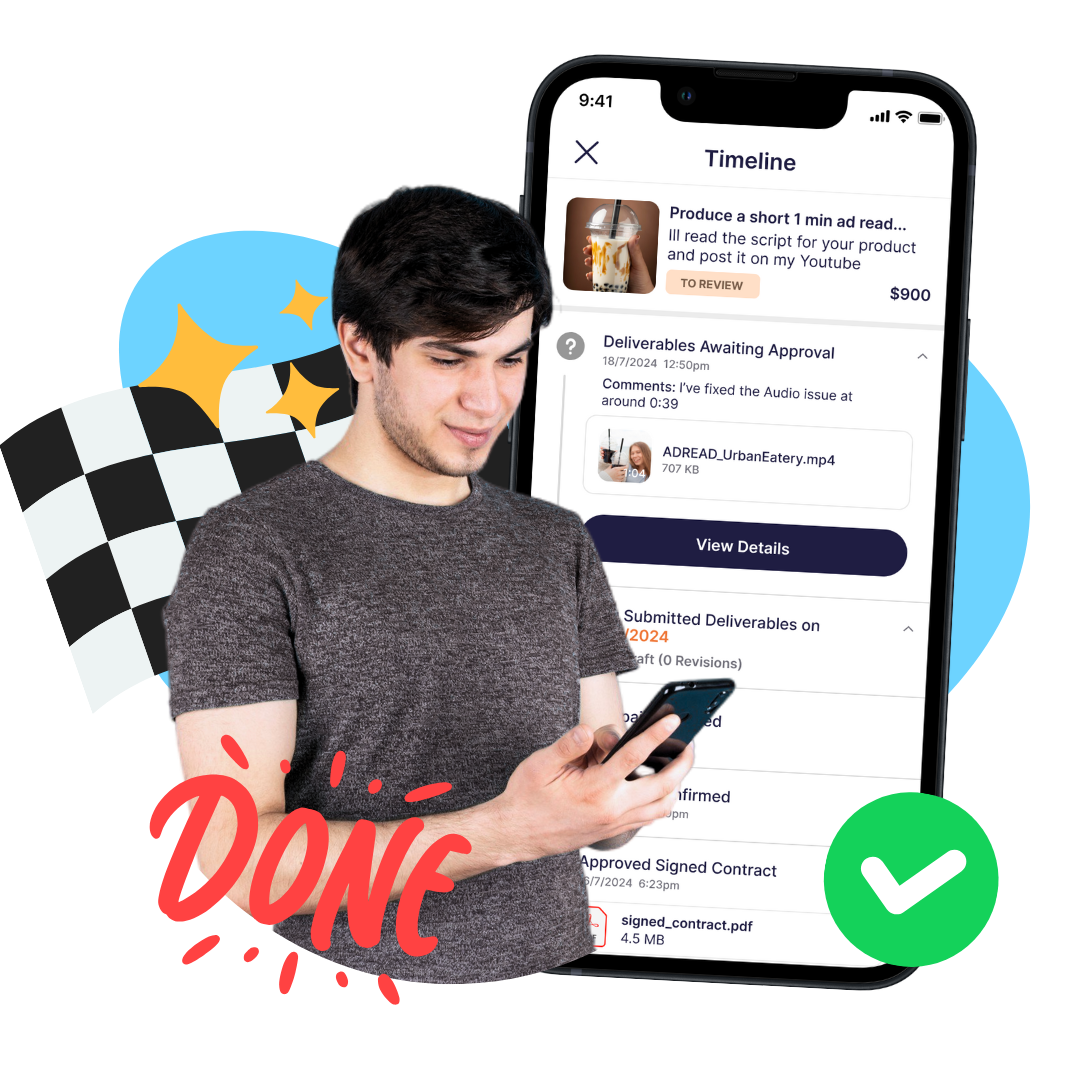 9:41
Timeline
Produce a short 1 min ad read...
Ill read the script for your product
and post it on my Youtube
TO REVIEW
$900
?
Deliverables Awaiting Approval
18/7/2024 12:50pm
Comments: I've fixed the Audio issue at
around 0:39
ADREAD_UrbanEatery.mp4
707 KB
:04
View Details
Submitted Deliverables on
/2024
(0 Revisions)
Approved Signed Contract
6/7/2024 6:23pm
signed_contract.pdf
4.5 MB
DONE